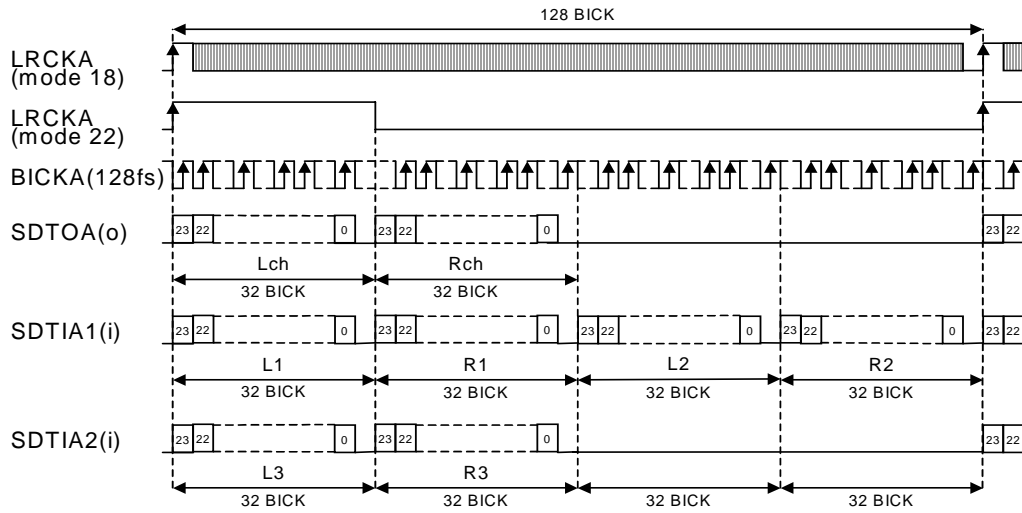 128 BICK
LRCKA
(mode 18)
LRCKA
(mode 22)
BICKA(128fs)
SDTOA(o)
23 22 0 23 22 0 23 22
Lch Rch
32 BICK 32 BICK
SDTIA1(i)
23 22 0 23 22 0 23 22 0 23 22 0 23 22
L1 R1 L2 R2
32 BICK 32 BICK 32 BICK 32 BICK
SDTIA2(i)
23 22 0 23 22 0 23 22
L3 R3
32 BICK 32 BICK 32 BICK 32 BICK